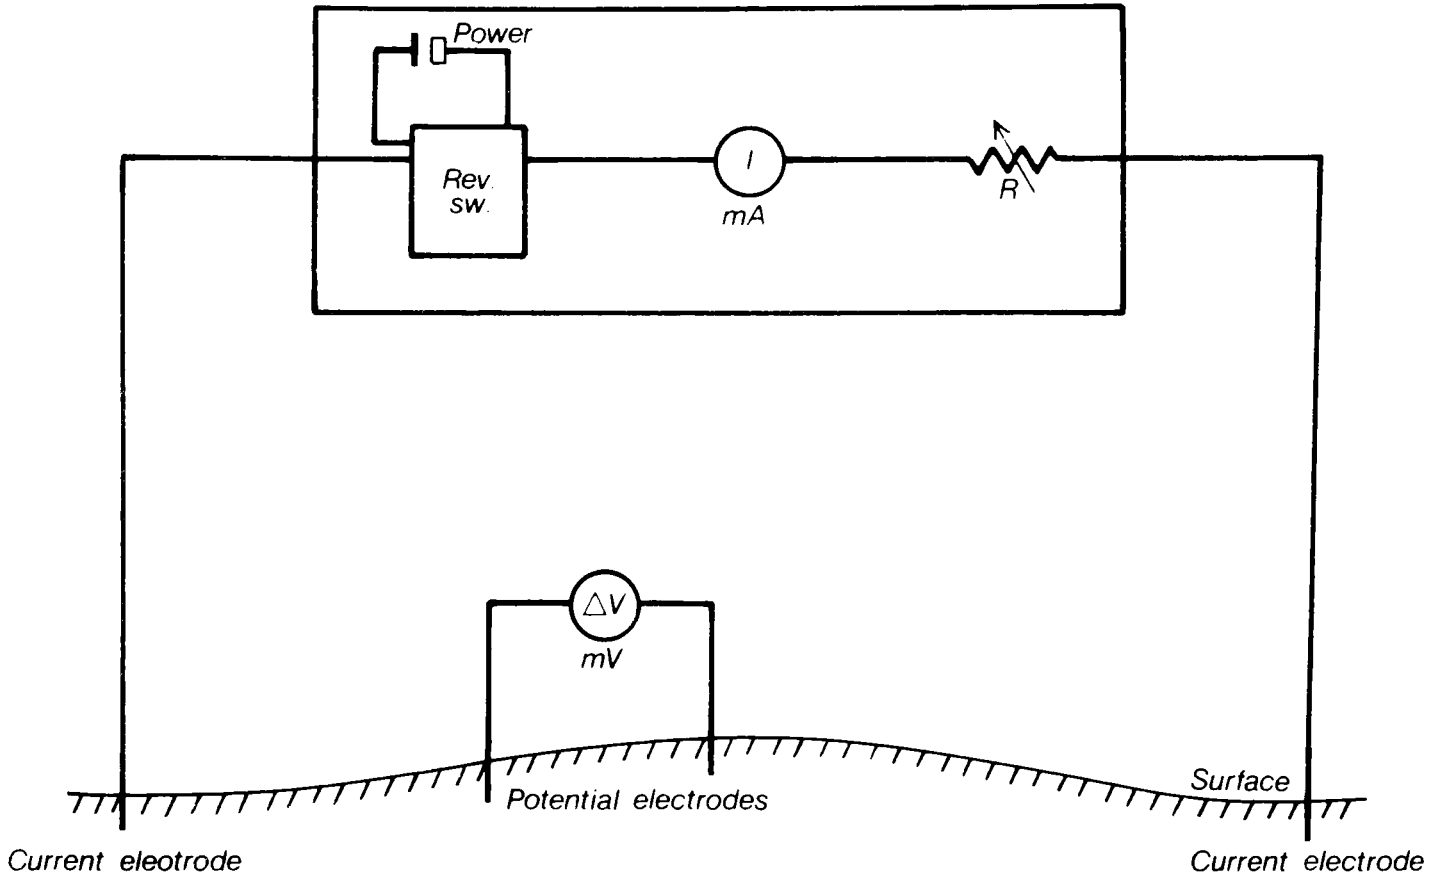 Power
Rev.
sw.
I
mA
R
ΔV
mV
Surface
Potential electrodes
Current eleotrode
Current electrode